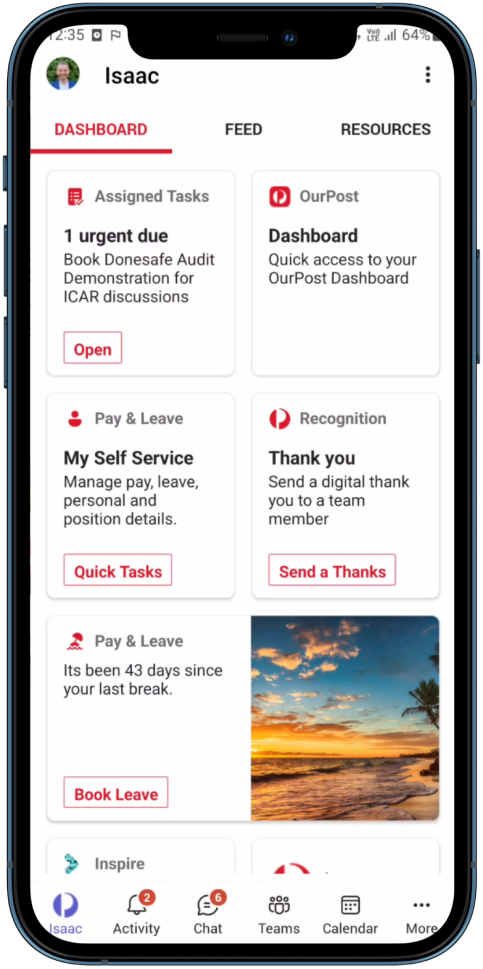 12:35
VoLTE
64%
Isaac
DASHBOARD FEED RESOURCES
Assigned Tasks
1 urgent due
Book Donesafe Audit
Demonstration for
ICAR discussions
Open
OurPost
Dashboard
Quick access to your
OurPost Dashboard
Pay & Leave
My Self Service
Manage pay, leave,
personal and
position details.
Quick Tasks
Recognition
Thank you
Send a digital thank
you to a team
member
Send a Thanks
Pay & Leave
Its been 43 days since
your last break.
Book Leave
Inspire
2 6
Isaac Activity Chat Teams Calendar More